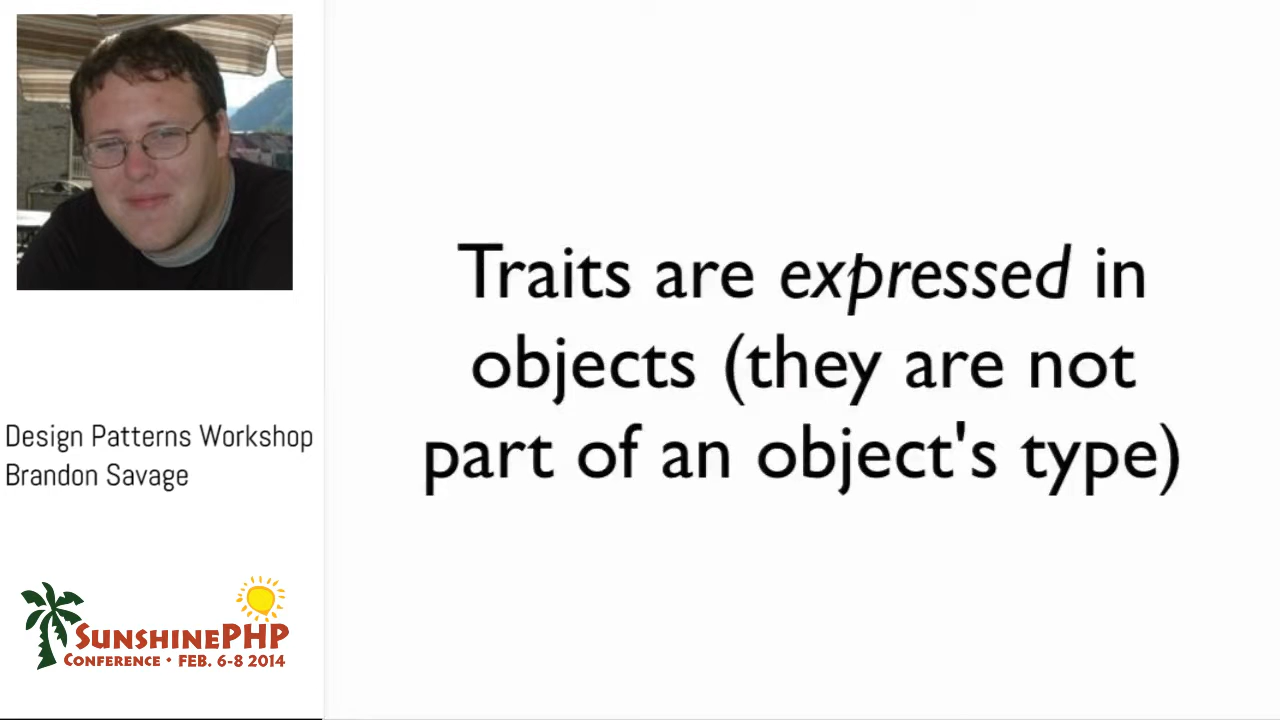 Traits are expressed in
objects (they are not
part of an object's type)
Design Patterns Workshop
Brandon Savage
SUNSHINEPHP
CONFERENCE • FEB. 6-8 2014